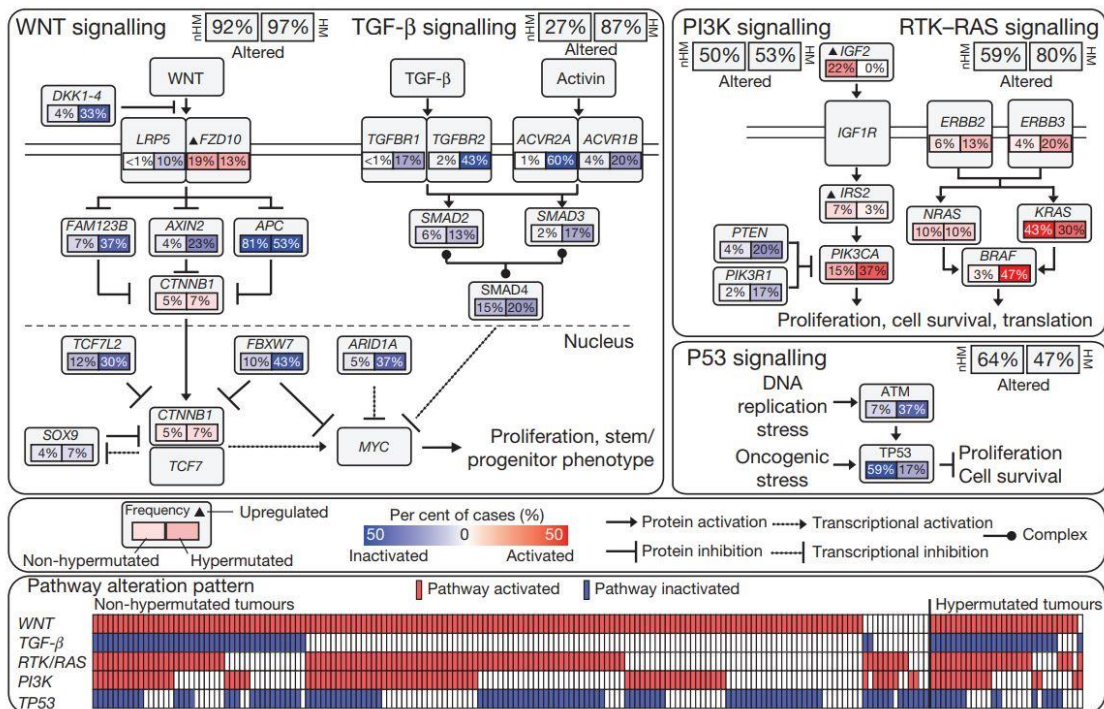 WNT signalling
nHM
92% 97%
HM
Altered
TGF-β signalling
nHM
27% 87%
HM
Altered
WNT
TGF-β
Activin
DKK1-4
4% 33%
LRP5
<1% 10%
▲FZD10
19% 13%
TGFBR1
<1% 17%
TGFBR2
2% 43%
ACVR2A
1% 60%
ACVR1B
4% 20%
FAM123B
7% 37%
AXIN2
4% 23%
APC
81% 53%
SMAD2
6% 13%
SMAD3
2% 17%
CTNNB1
5% 7%
SMAD4
15% 20%
Nucleus
TCF7L2
12% 30%
FBXW7
10% 43%
ARID1A
5% 37%
SOX9
4% 7%
CTNNB1
5% 7%
TCF7
MYC
Proliferation, stem/
progenitor phenotype
PI3K signalling
nHM
50% 53%
HM
Altered
RTK–RAS signalling
nHM
59% 80%
HM
Altered
▲IGF2
22% 0%
IGF1R
ERBB2
6% 13%
ERBB3
4% 20%
▲IRS2
7% 3%
NRAS
10% 10%
KRAS
43% 30%
PTEN
4% 20%
PIK3R1
2% 17%
PIK3CA
15% 37%
BRAF
3% 47%
Proliferation, cell survival, translation
P53 signalling
nHM
64% 47%
HM
Altered
DNA
replication
stress
ATM
7% 37%
Oncogenic
stress
TP53
59% 17%
Proliferation
Cell survival
Frequency ▲
Upregulated
Non-hypermutated
Hypermutated
Per cent of cases (%)
50 0 50
Inactivated Activated
Protein activation
Transcriptional activation
Protein inhibition
Transcriptional inhibition
Complex
Pathway alteration pattern
Pathway activated
Pathway inactivated
Non-hypermutated tumours
Hypermutated tumours
WNT
TGF-β
RTK/RAS
PI3K
TP53